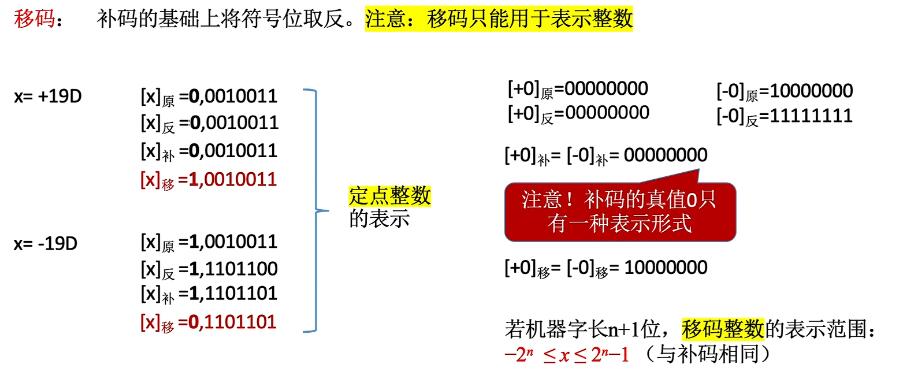 移码： 补码的基础上将符号位取反。注意：移码只能用于表示整数
x= +19D
[x]原 =0,0010011
[x]反 =0,0010011
[x]补 =0,0010011
[x]移 =1,0010011
x= -19D
[x]原 =1,0010011
[x]反 =1,1101100
[x]补 =1,1101101
[x]移 =0,1101101
定点整数
的表示
[+0]原=00000000 [-0]原=10000000
[+0]反=00000000 [-0]反=11111111
[+0]补= [-0]补= 00000000
注意！补码的真值0只
有一种表示形式
[+0]移= [-0]移= 10000000
若机器字长n+1位，移码整数的表示范围：
−2ⁿ ≤ x ≤ 2ⁿ−1 （与补码相同）